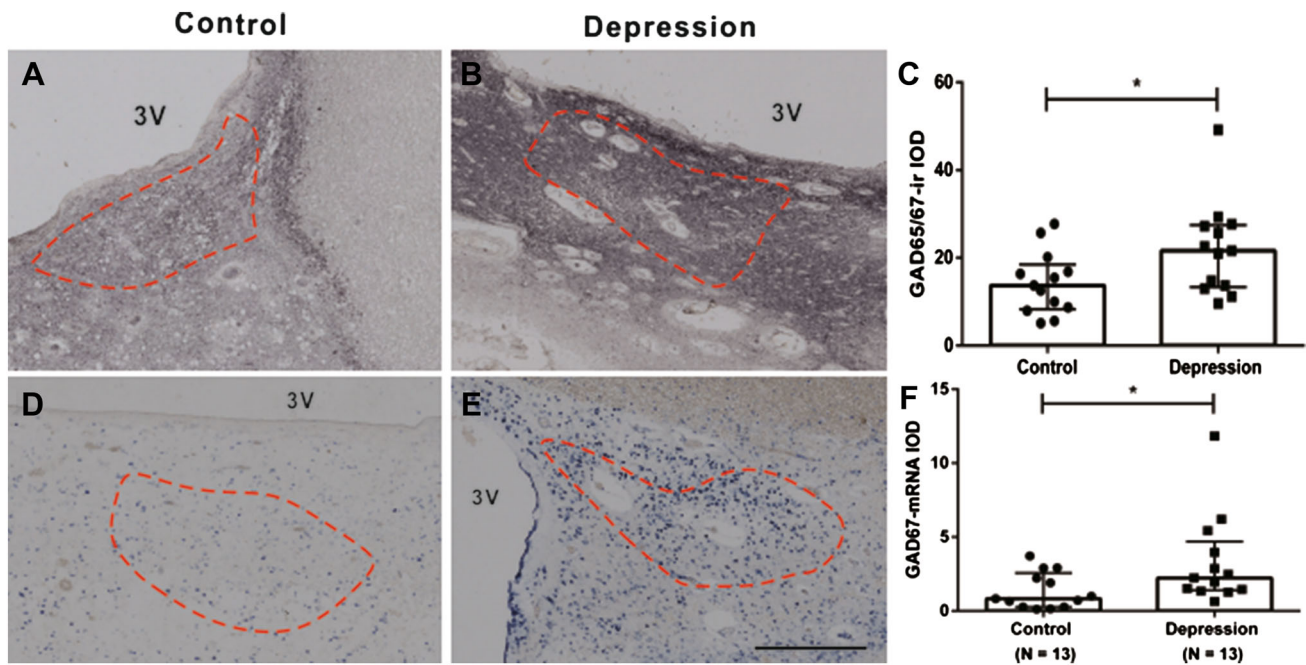 Control
Depression
A
3V
B
3V
C
GAD65/67-ir IOD
60
40
20
0
*
Control
Depression
D
3V
E
3V
F
GAD67-mRNA IOD
15
10
5
0
*
Control
Depression
(N = 13)
(N = 13)